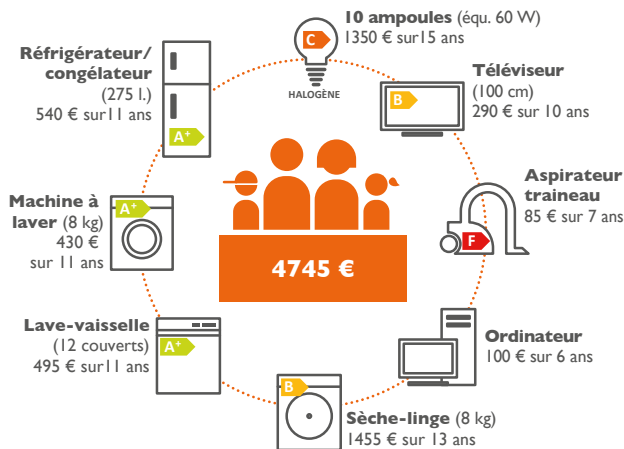 10 ampoules (équ. 60 W)
1350 € sur15 ans
C
HALOGÈNE
Téléviseur
(100 cm)
290 € sur 10 ans
B
Aspirateur
traineau
85 € sur 7 ans
F
Ordinateur
100 € sur 6 ans
Sèche-linge (8 kg)
1455 € sur 13 ans
B
Lave-vaisselle
(12 couverts)
495 € sur11 ans
A+
Machine à
laver (8 kg)
430 €
sur 11 ans
A+
Réfrigérateur/
congélateur
(275 l.)
540 € sur11 ans
A+
4745 €